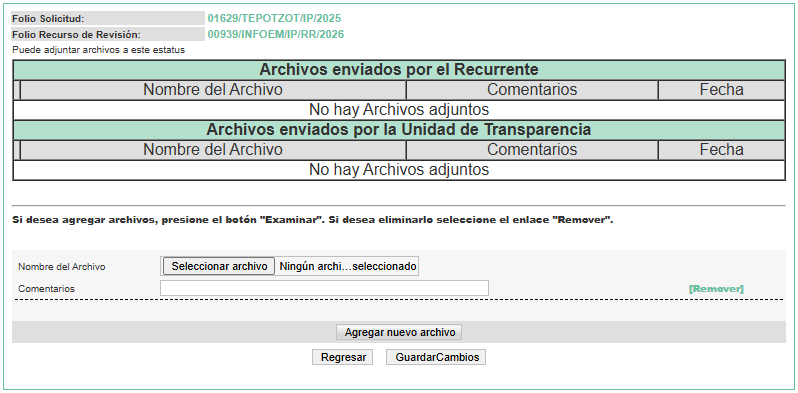 Folio Solicitud: 01629/TEPOTZOT/IP/2025
Folio Recurso de Revisión: 00939/INFOEM/IP/RR/2026
Puede adjuntar archivos a este estatus
Archivos enviados por el Recurrente
Nombre del Archivo Comentarios Fecha
No hay Archivos adjuntos
Archivos enviados por la Unidad de Transparencia
Nombre del Archivo Comentarios Fecha
No hay Archivos adjuntos
Si desea agregar archivos, presione el botón "Examinar". Si desea eliminarlo seleccione el enlace "Remover".
Nombre del Archivo Seleccionar archivo Ningún archi...seleccionado
Comentarios [Remover]
Agregar nuevo archivo
Regresar GuardarCambios